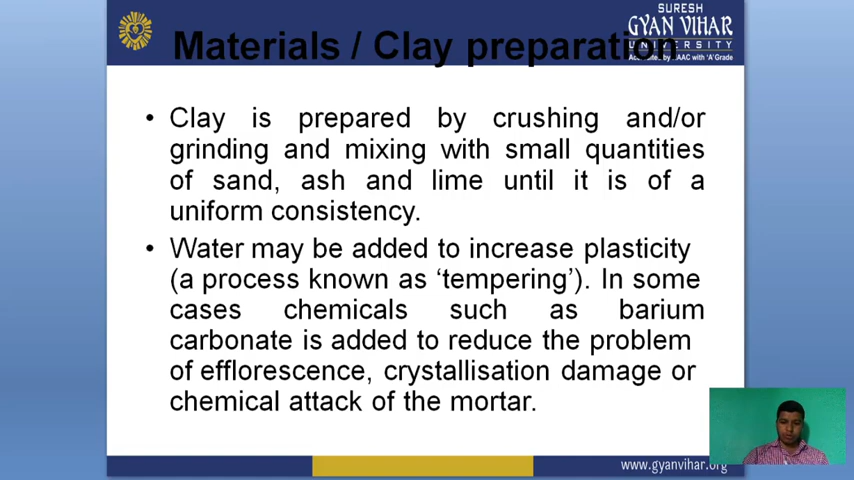 SURESH
GYAN VIHAR
UNIVERSITY
Accredited by NAAC with 'A' Grade
Materials / Clay preparation
• Clay is prepared by crushing and/or
grinding and mixing with small quantities
of sand, ash and lime until it is of a
uniform consistency.
• Water may be added to increase plasticity
(a process known as ‘tempering’). In some
cases chemicals such as barium
carbonate is added to reduce the problem
of efflorescence, crystallisation damage or
chemical attack of the mortar.
www.gyanvihar.org